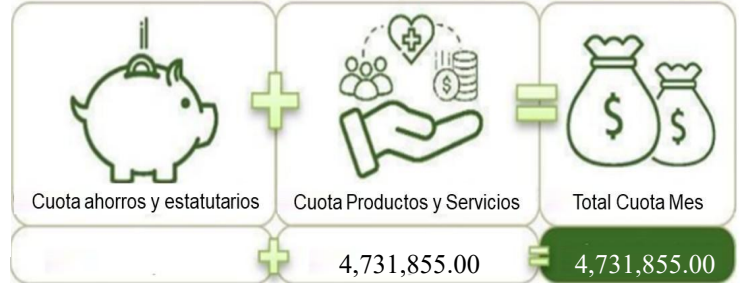 $
$
$
Cuota ahorros y estatutarios
Cuota Productos y Servicios
Total Cuota Mes
+
4,731,855.00
=
4,731,855.00